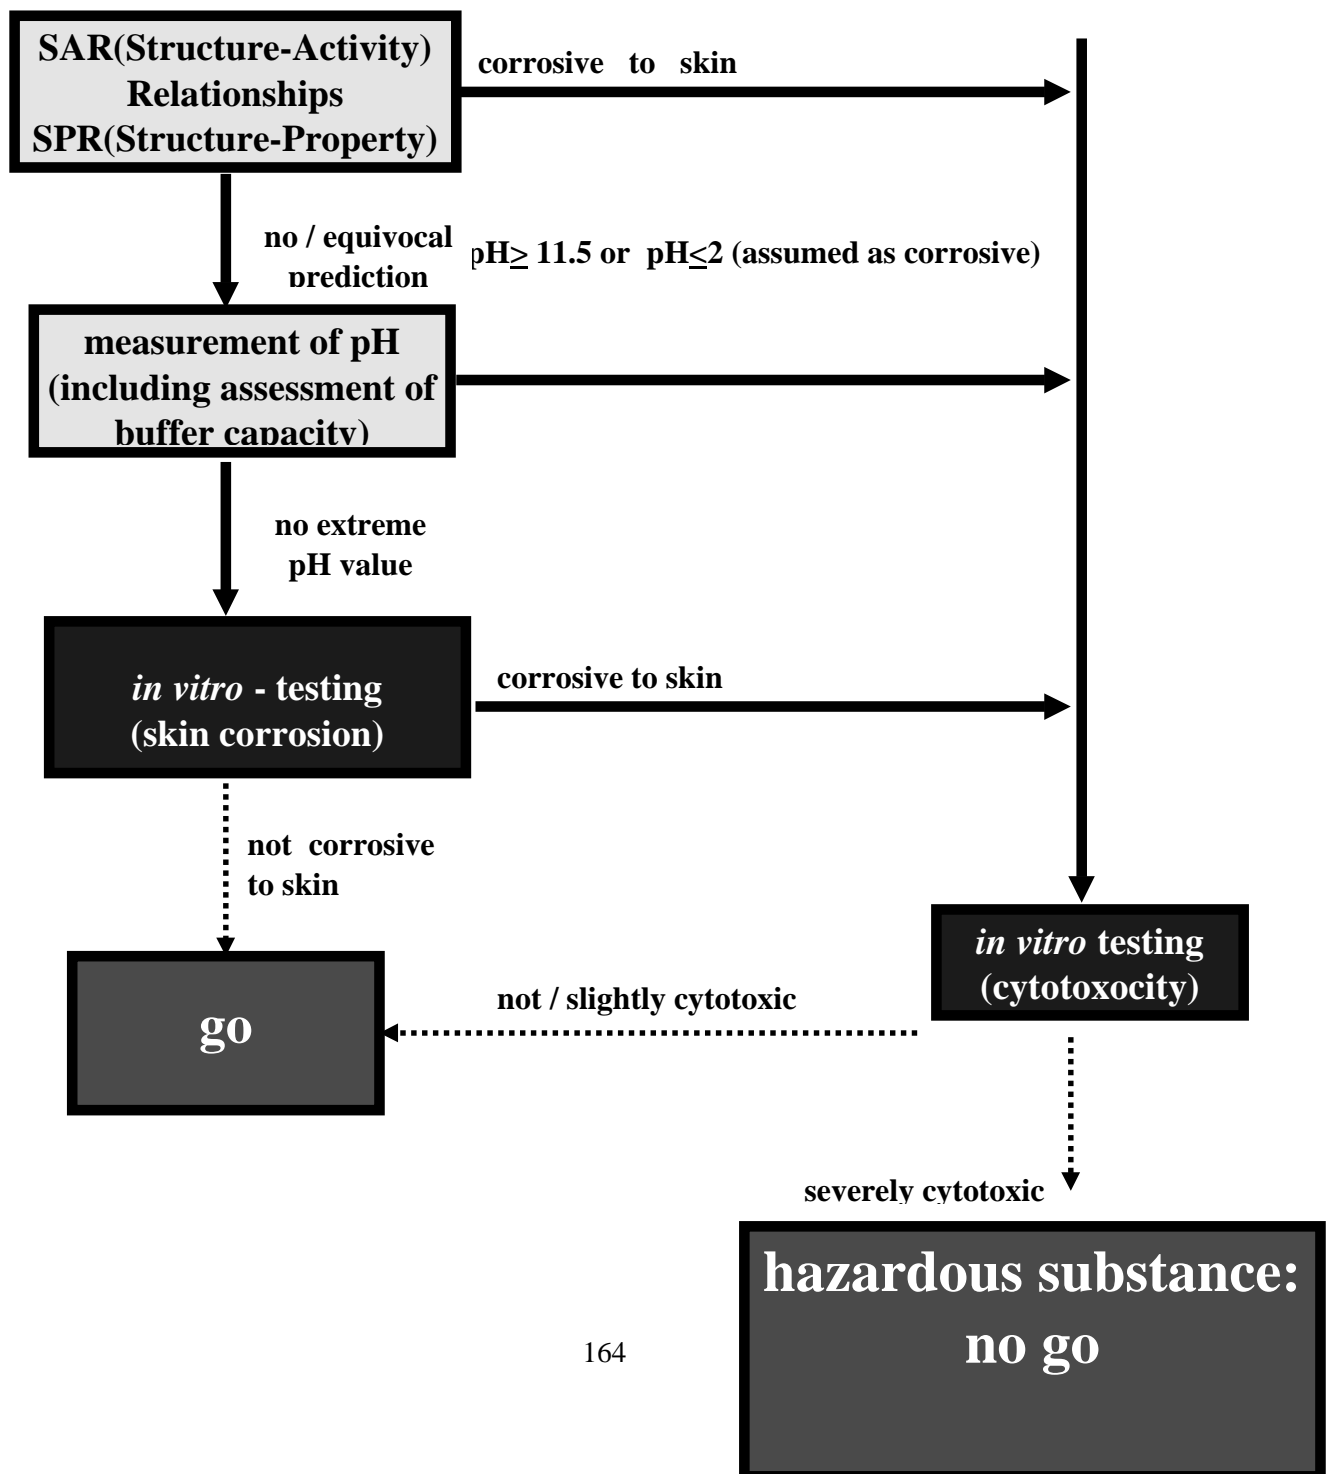 SAR(Structure-Activity)
Relationships
SPR(Structure-Property)
corrosive to skin
no / equivocal
prediction
pH≥ 11.5 or pH≤2 (assumed as corrosive)
measurement of pH
(including assessment of
buffer capacity)
no extreme
pH value
in vitro - testing
(skin corrosion)
corrosive to skin
not corrosive
to skin
in vitro testing
(cytotoxocity)
not / slightly cytotoxic
go
severely cytotoxic
hazardous substance:
no go
164